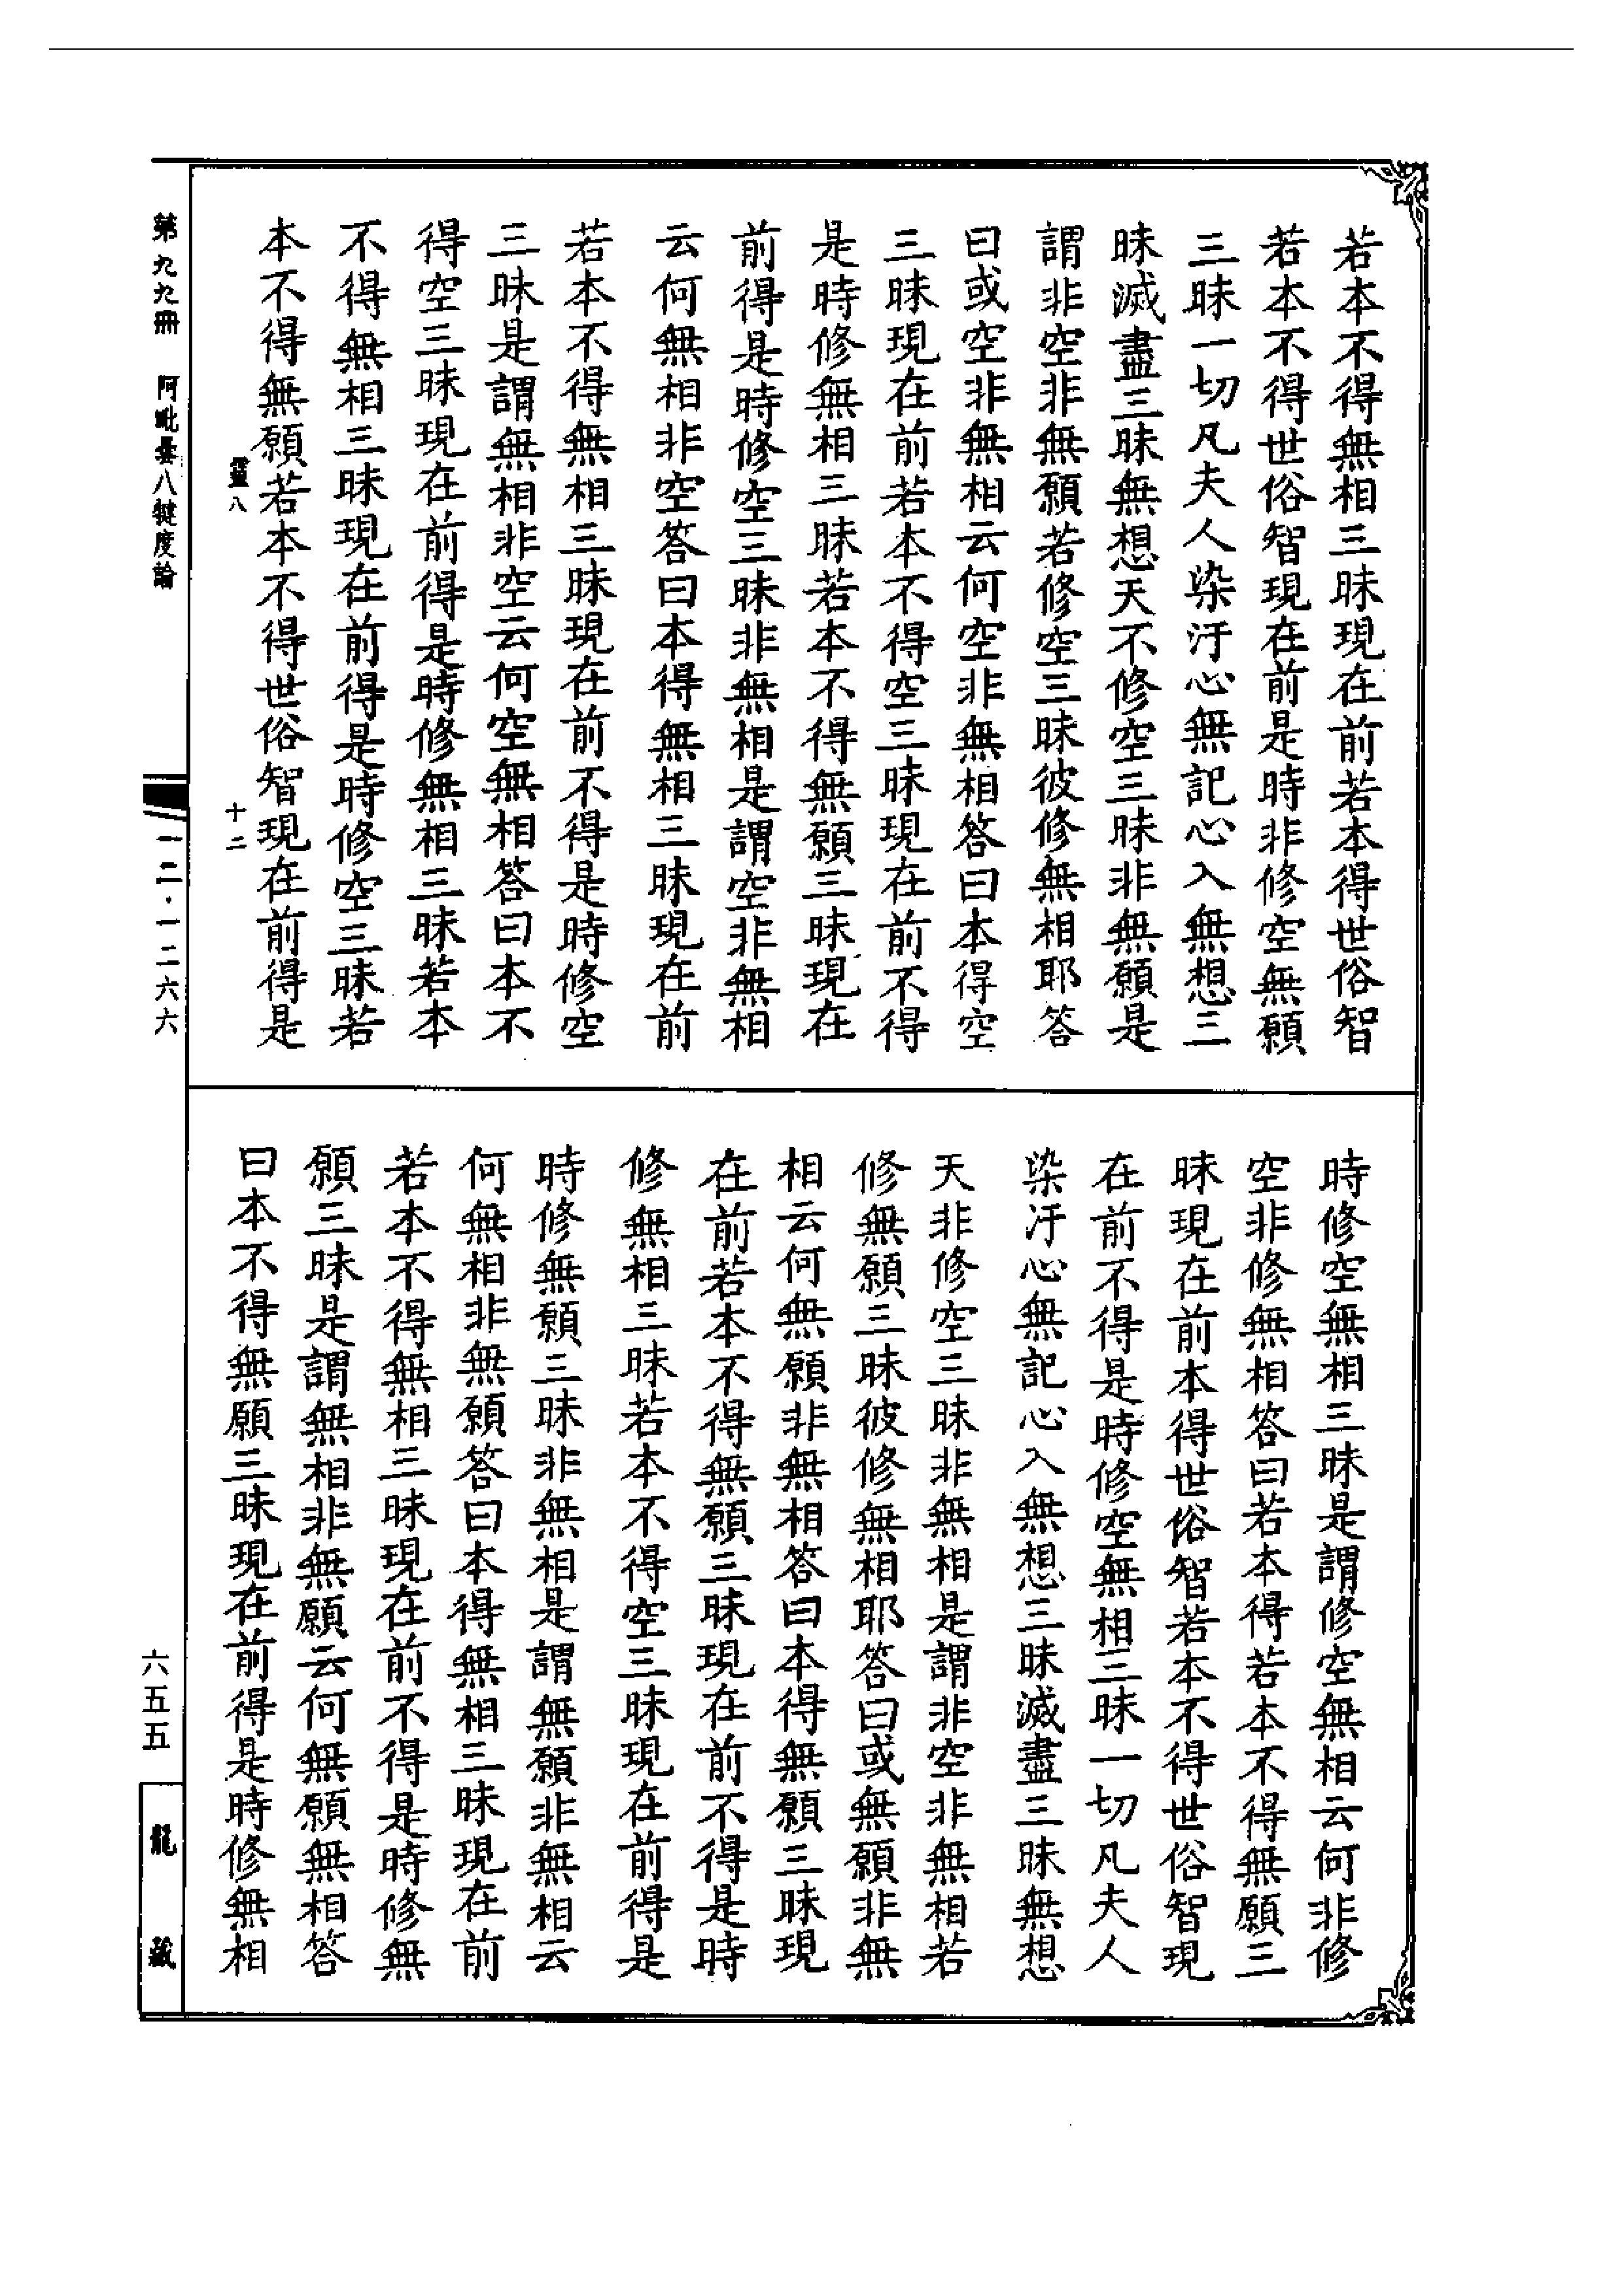 若本不得無相三昧現在前若本得世俗智
若本不得世俗智現在前是時非修空無願
三昧一切凡夫人染汙心無記心入無想三
昧滅盡三昧無想天不修空三昧非無願是
謂非空非無願若修空三昧彼修無相耶答
曰或空非無相云何空非無相答曰本得空
三昧現在前若本不得空三昧現在前不得
是時修無相三昧若本不得無願三昧現在
前得是時修空三昧非無相是謂空非無相
云何無相非空答曰本得無相三昧現在前
若本不得無相三昧現在前不得是時修空
三昧是謂無相非空云何空無相答曰本不
得空三昧現在前得是時修無相三昧若本
不得無相三昧現在前得是時修空三昧若
本不得無願若本不得世俗智現在前得是
時修空無相三昧是謂修空無相云何非修
空非修無相答曰若本得若本不得無願三
昧現在前本得世俗智若本不得世俗智現
在前不得是時修空無相三昧一切凡夫人
染汙心無記心入無想三昧滅盡三昧無想
天非修空三昧非無相是謂非空非無相若
修無願三昧彼修無相耶答曰或無願非無
相云何無願非無相答曰本得無願三昧現
在前若本不得無願三昧現在前不得是時
修無相三昧若本不得空三昧現在前得是
時修無願三昧非無相是謂無願非無相云
何無相非無願答曰本得無相三昧現在前
若本不得無相三昧現在前不得是時修無
願三昧是謂無相非無願云何無願無相答
曰本不得無願三昧現在前得是時修無相
八
十二
第九九冊 阿毗曇八犍度論
一二·一二六六
六五五
龍藏